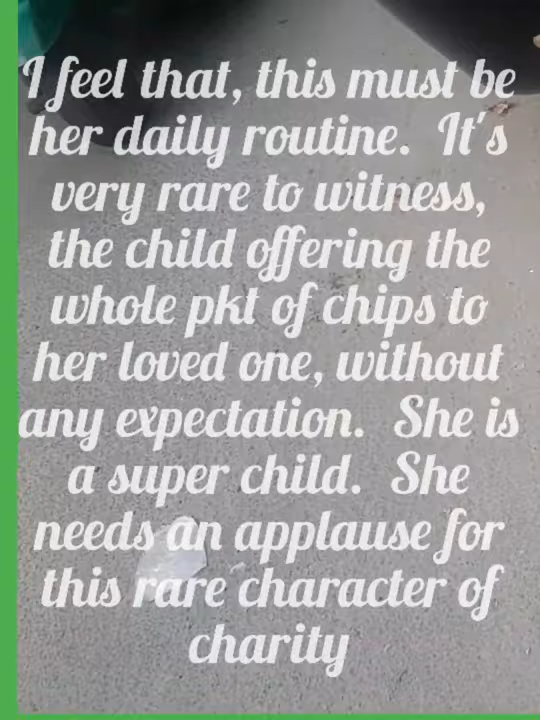 I feel that, this must be
her daily routine. It's
very rare to witness,
the child offering the
whole pkt of chips to
her loved one, without
any expectation. She is
a super child. She
needs an applause for
this rare character of
charity